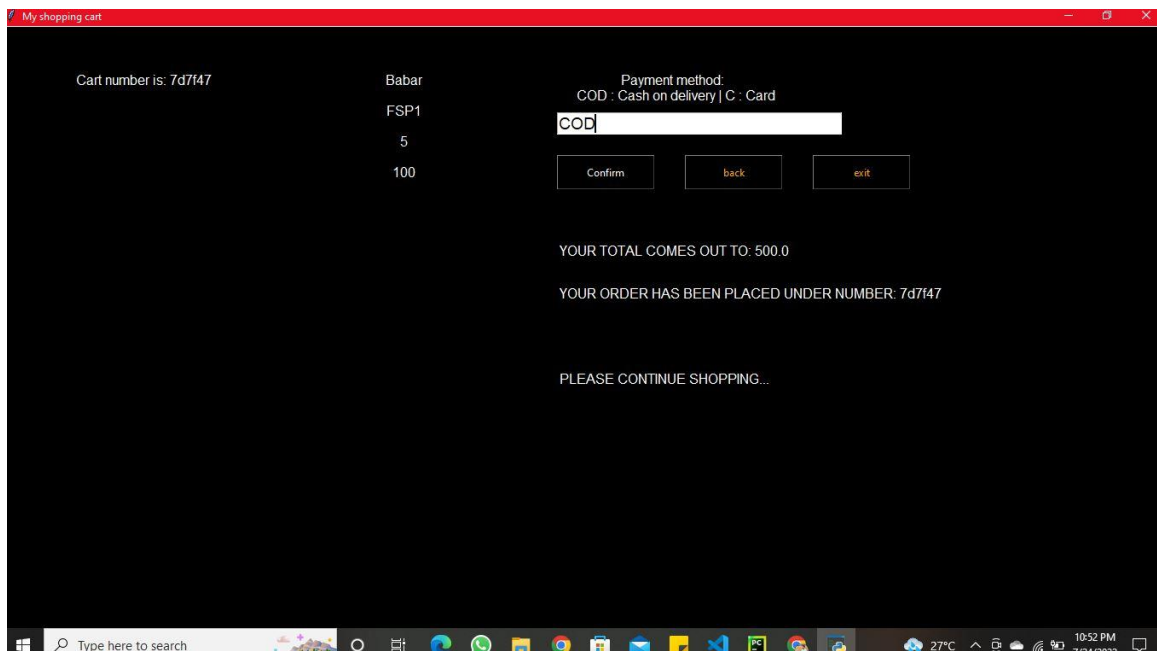 My shopping cart
Cart number is: 7d7f47
Babar
FSP1
5
100
Payment method:
COD : Cash on delivery | C : Card
COD
Confirm
back
exit
YOUR TOTAL COMES OUT TO: 500.0
YOUR ORDER HAS BEEN PLACED UNDER NUMBER: 7d7f47
PLEASE CONTINUE SHOPPING...
Type here to search
PC
27°C
10:52 PM